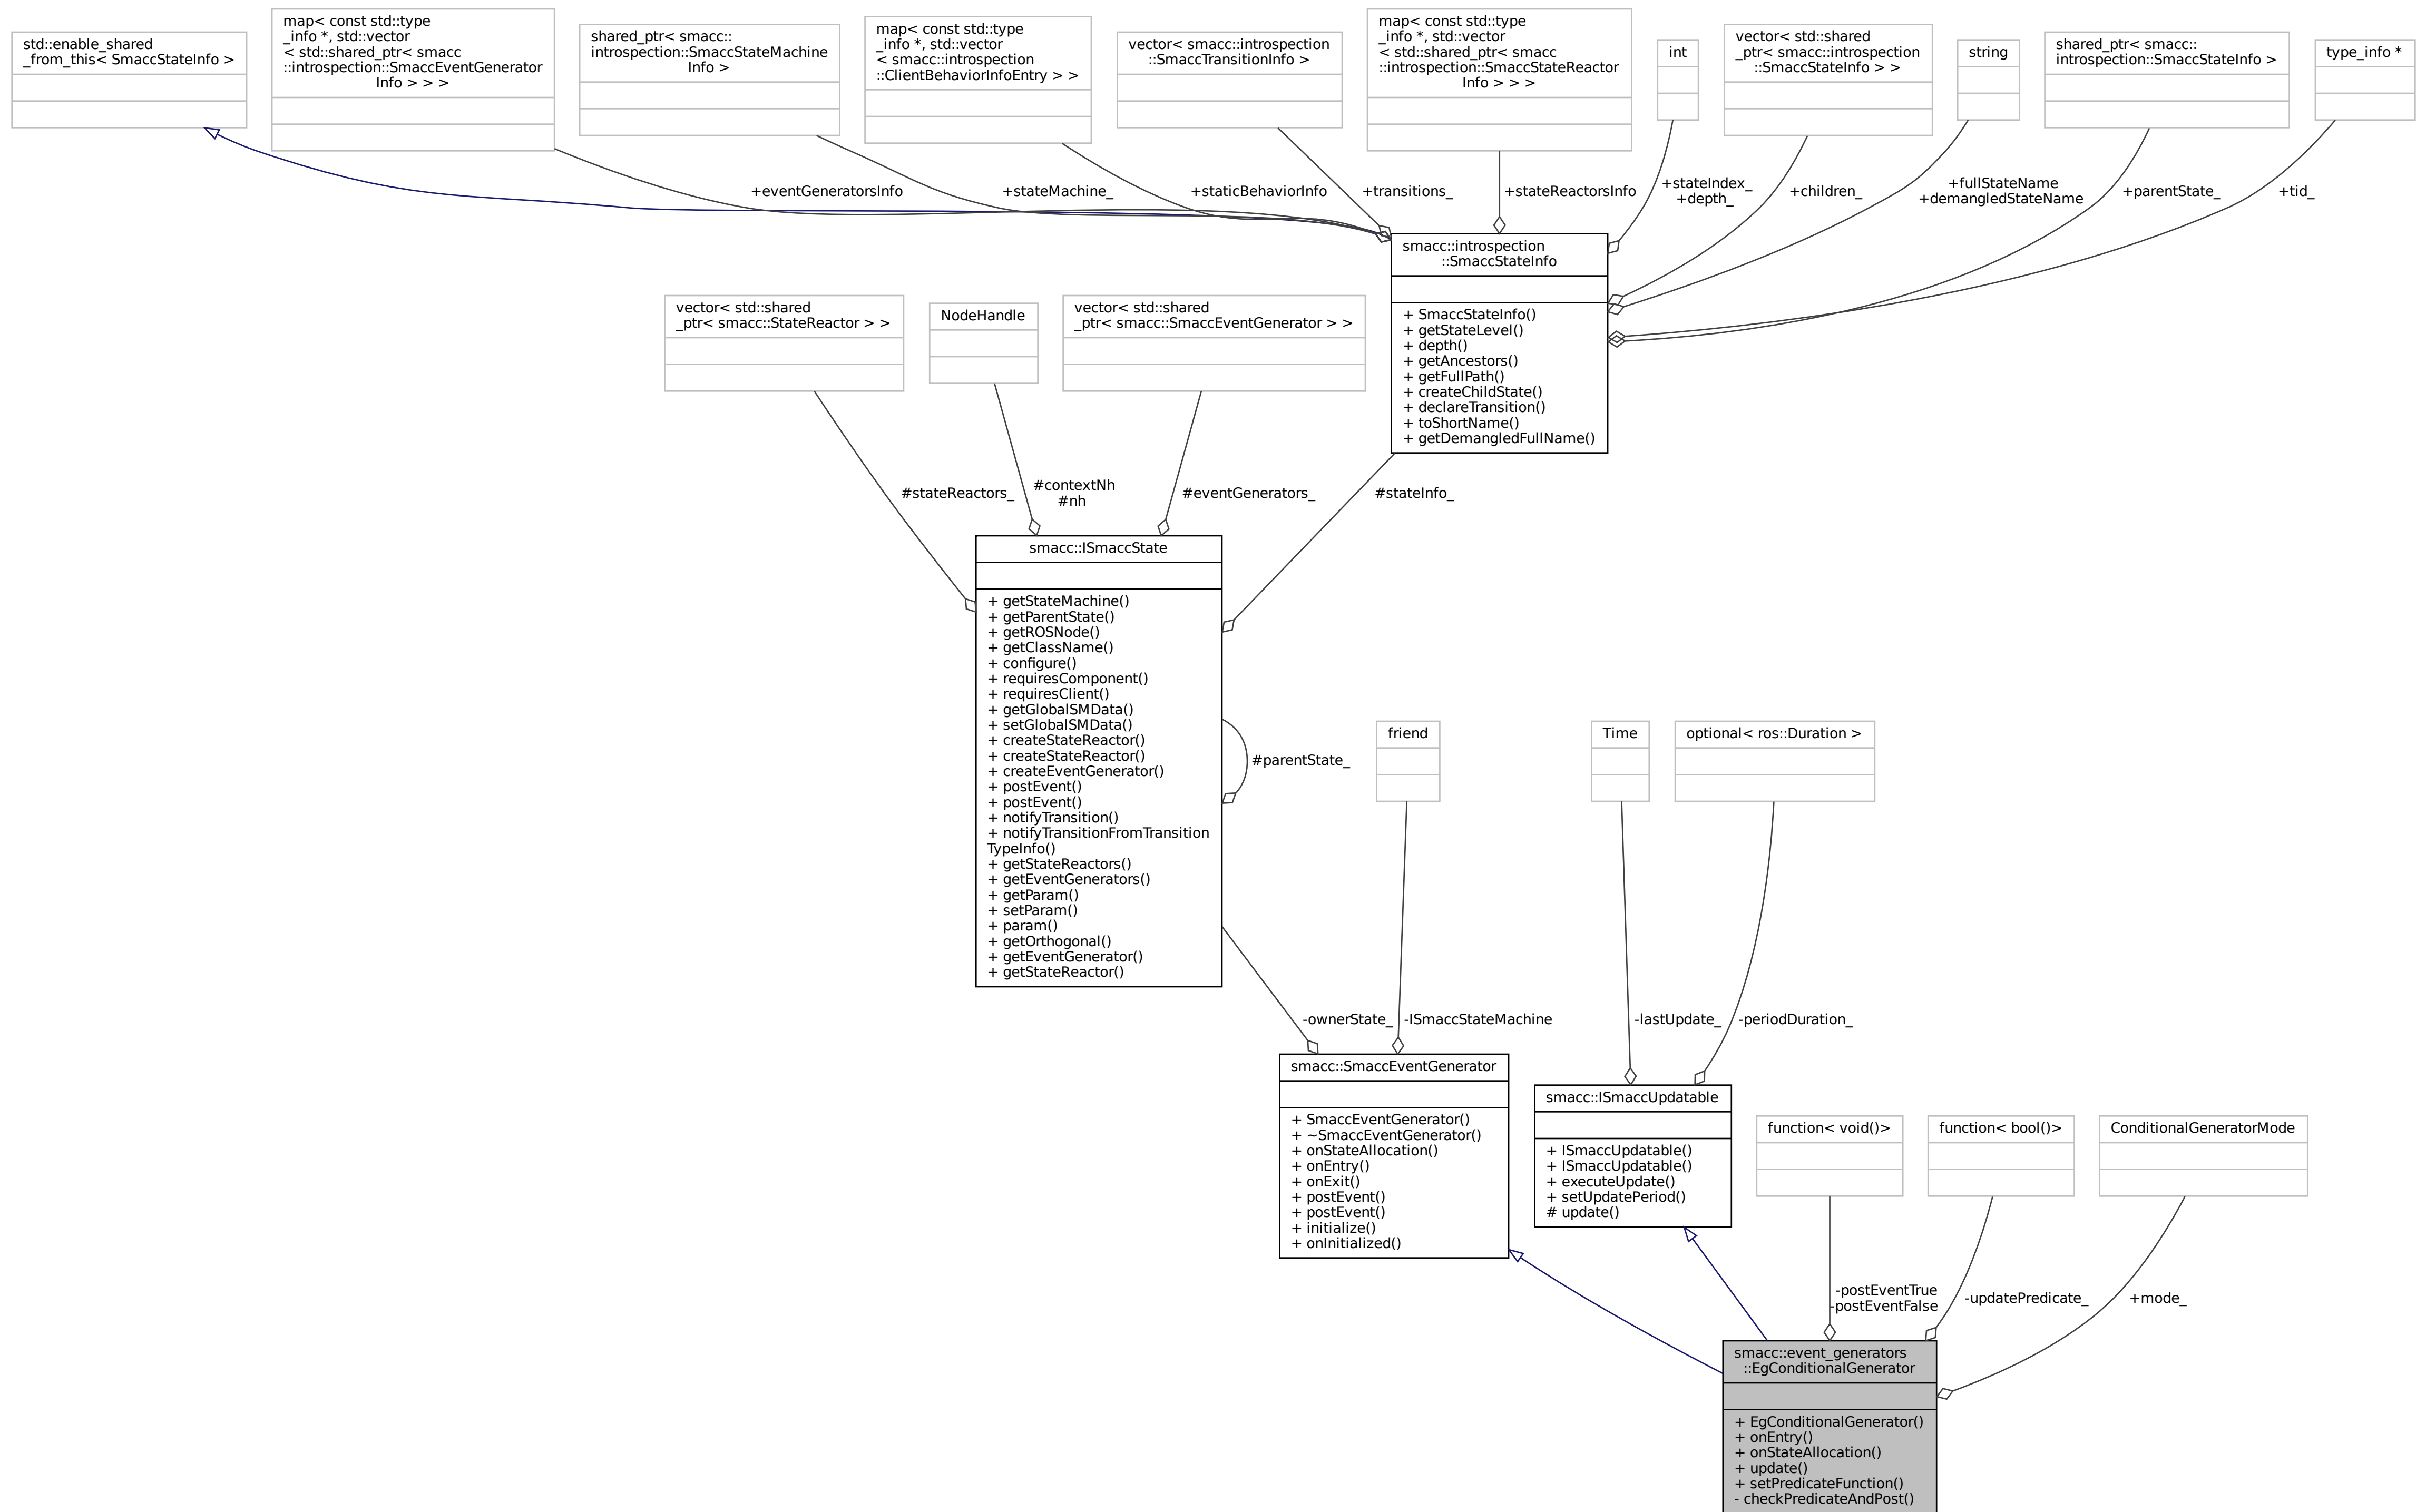 std::enable_shared
_from_this< SmaccStateInfo >
map< const std::type
_info *, std::vector
< std::shared_ptr< smacc
::introspection::SmaccEventGenerator
Info > > >
shared_ptr< smacc::
introspection::SmaccStateMachine
Info >
map< const std::type
_info *, std::vector
< smacc::introspection
::ClientBehaviorInfoEntry > >
vector< smacc::introspection
::SmaccTransitionInfo >
map< const std::type
_info *, std::vector
< std::shared_ptr< smacc
::introspection::SmaccStateReactor
Info > > >
int
vector< std::shared
_ptr< smacc::introspection
::SmaccStateInfo > >
string
shared_ptr< smacc::
introspection::SmaccStateInfo >
type_info *
+eventGeneratorsInfo
+stateMachine_
+staticBehaviorInfo
+transitions_
+stateReactorsInfo
+stateIndex_
+depth_
+children_
+fullStateName
+demangledStateName
+parentState_
+tid_
smacc::introspection
::SmaccStateInfo
+ SmaccStateInfo()
+ getStateLevel()
+ depth()
+ getAncestors()
+ getFullPath()
+ createChildState()
+ declareTransition()
+ toShortName()
+ getDemangledFullName()
vector< std::shared
_ptr< smacc::StateReactor > >
NodeHandle
vector< std::shared
_ptr< smacc::SmaccEventGenerator > >
#stateReactors_
#contextNh
#nh
#eventGenerators_
#stateInfo_
smacc::ISmaccState
+ getStateMachine()
+ getParentState()
+ getROSNode()
+ getClassName()
+ configure()
+ requiresComponent()
+ requiresClient()
+ getGlobalSMData()
+ setGlobalSMData()
+ createStateReactor()
+ createStateReactor()
+ createEventGenerator()
+ postEvent()
+ postEvent()
+ notifyTransition()
+ notifyTransitionFromTransition
TypeInfo()
+ getStateReactors()
+ getEventGenerators()
+ getParam()
+ setParam()
+ param()
+ getOrthogonal()
+ getEventGenerator()
+ getStateReactor()
#parentState_
friend
Time
optional< ros::Duration >
-ownerState_
-ISmaccStateMachine
-lastUpdate_
-periodDuration_
smacc::SmaccEventGenerator
+ SmaccEventGenerator()
+ ~SmaccEventGenerator()
+ onStateAllocation()
+ onEntry()
+ onExit()
+ postEvent()
+ postEvent()
+ initialize()
+ onInitialized()
smacc::ISmaccUpdatable
+ ISmaccUpdatable()
+ ISmaccUpdatable()
+ executeUpdate()
+ setUpdatePeriod()
# update()
function< void()>
function< bool()>
ConditionalGeneratorMode
-postEventTrue
-postEventFalse
-updatePredicate_
+mode_
smacc::event_generators
::EgConditionalGenerator
+ EgConditionalGenerator()
+ onEntry()
+ onStateAllocation()
+ update()
+ setPredicateFunction()
- checkPredicateAndPost()